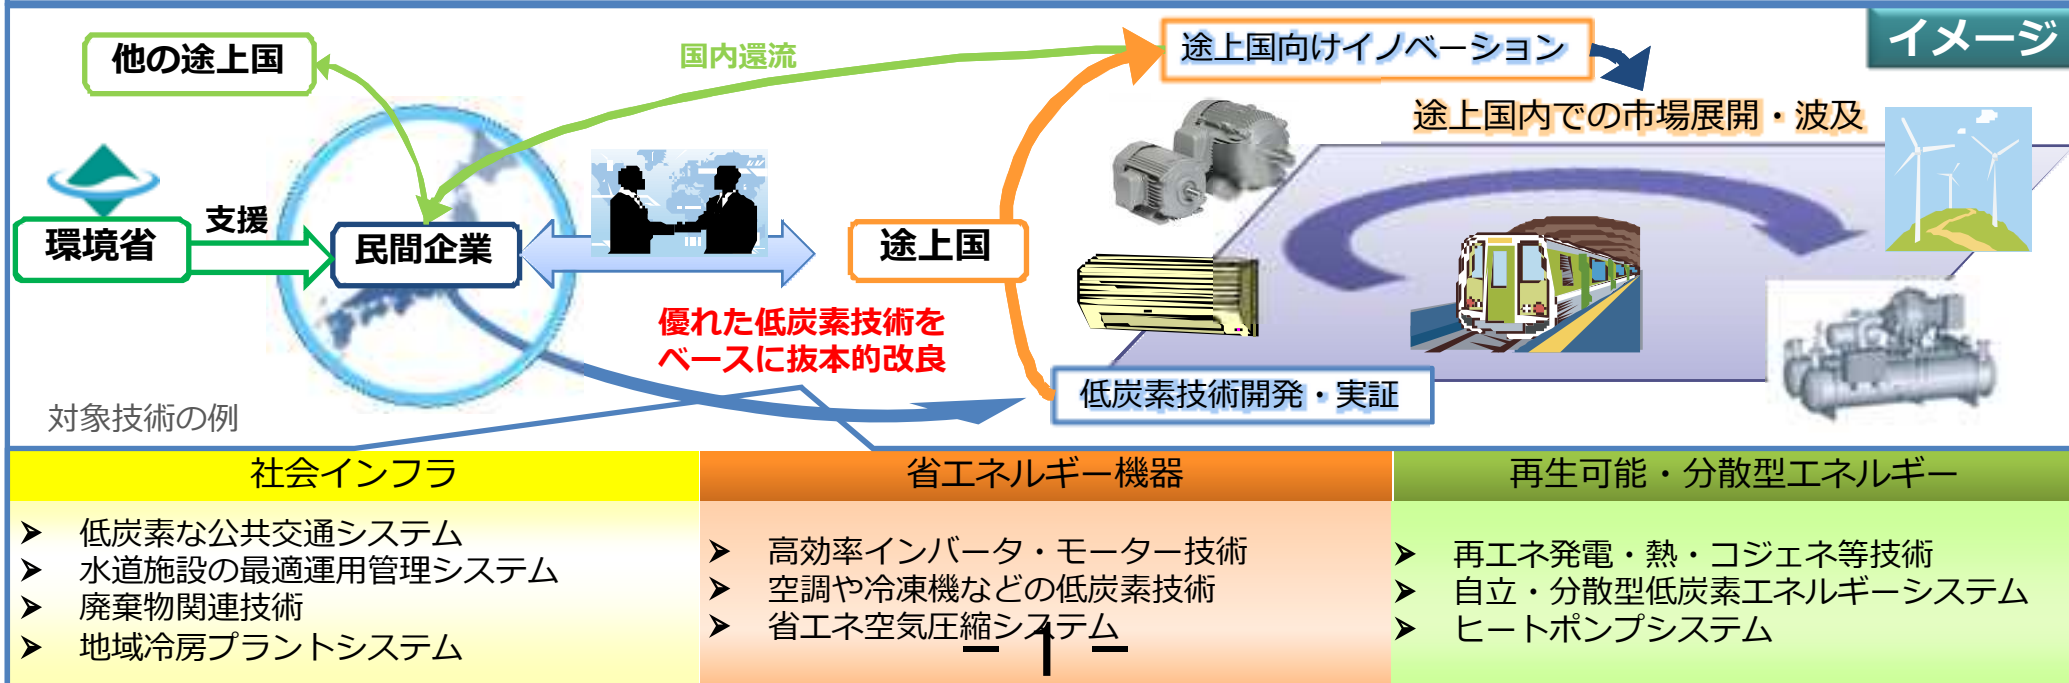 イメージ
他の途上国
国内還流
途上国向けイノベーション
途上国内での市場展開・波及
支援
環境省
民間企業
途上国
優れた低炭素技術を
ベースに抜本的改良
低炭素技術開発・実証
対象技術の例
社会インフラ
➤ 低炭素な公共交通システム
➤ 水道施設の最適運用管理システム
➤ 廃棄物関連技術
➤ 地域冷房プラントシステム
省エネルギー機器
➤ 高効率インバータ・モーター技術
➤ 空調や冷凍機などの低炭素技術
➤ 省エネ空気圧縮システム
再生可能・分散型エネルギー
➤ 再エネ発電・熱・コジェネ等技術
➤ 自立・分散型低炭素エネルギーシステム
➤ ヒートポンプシステム
－ 1 －